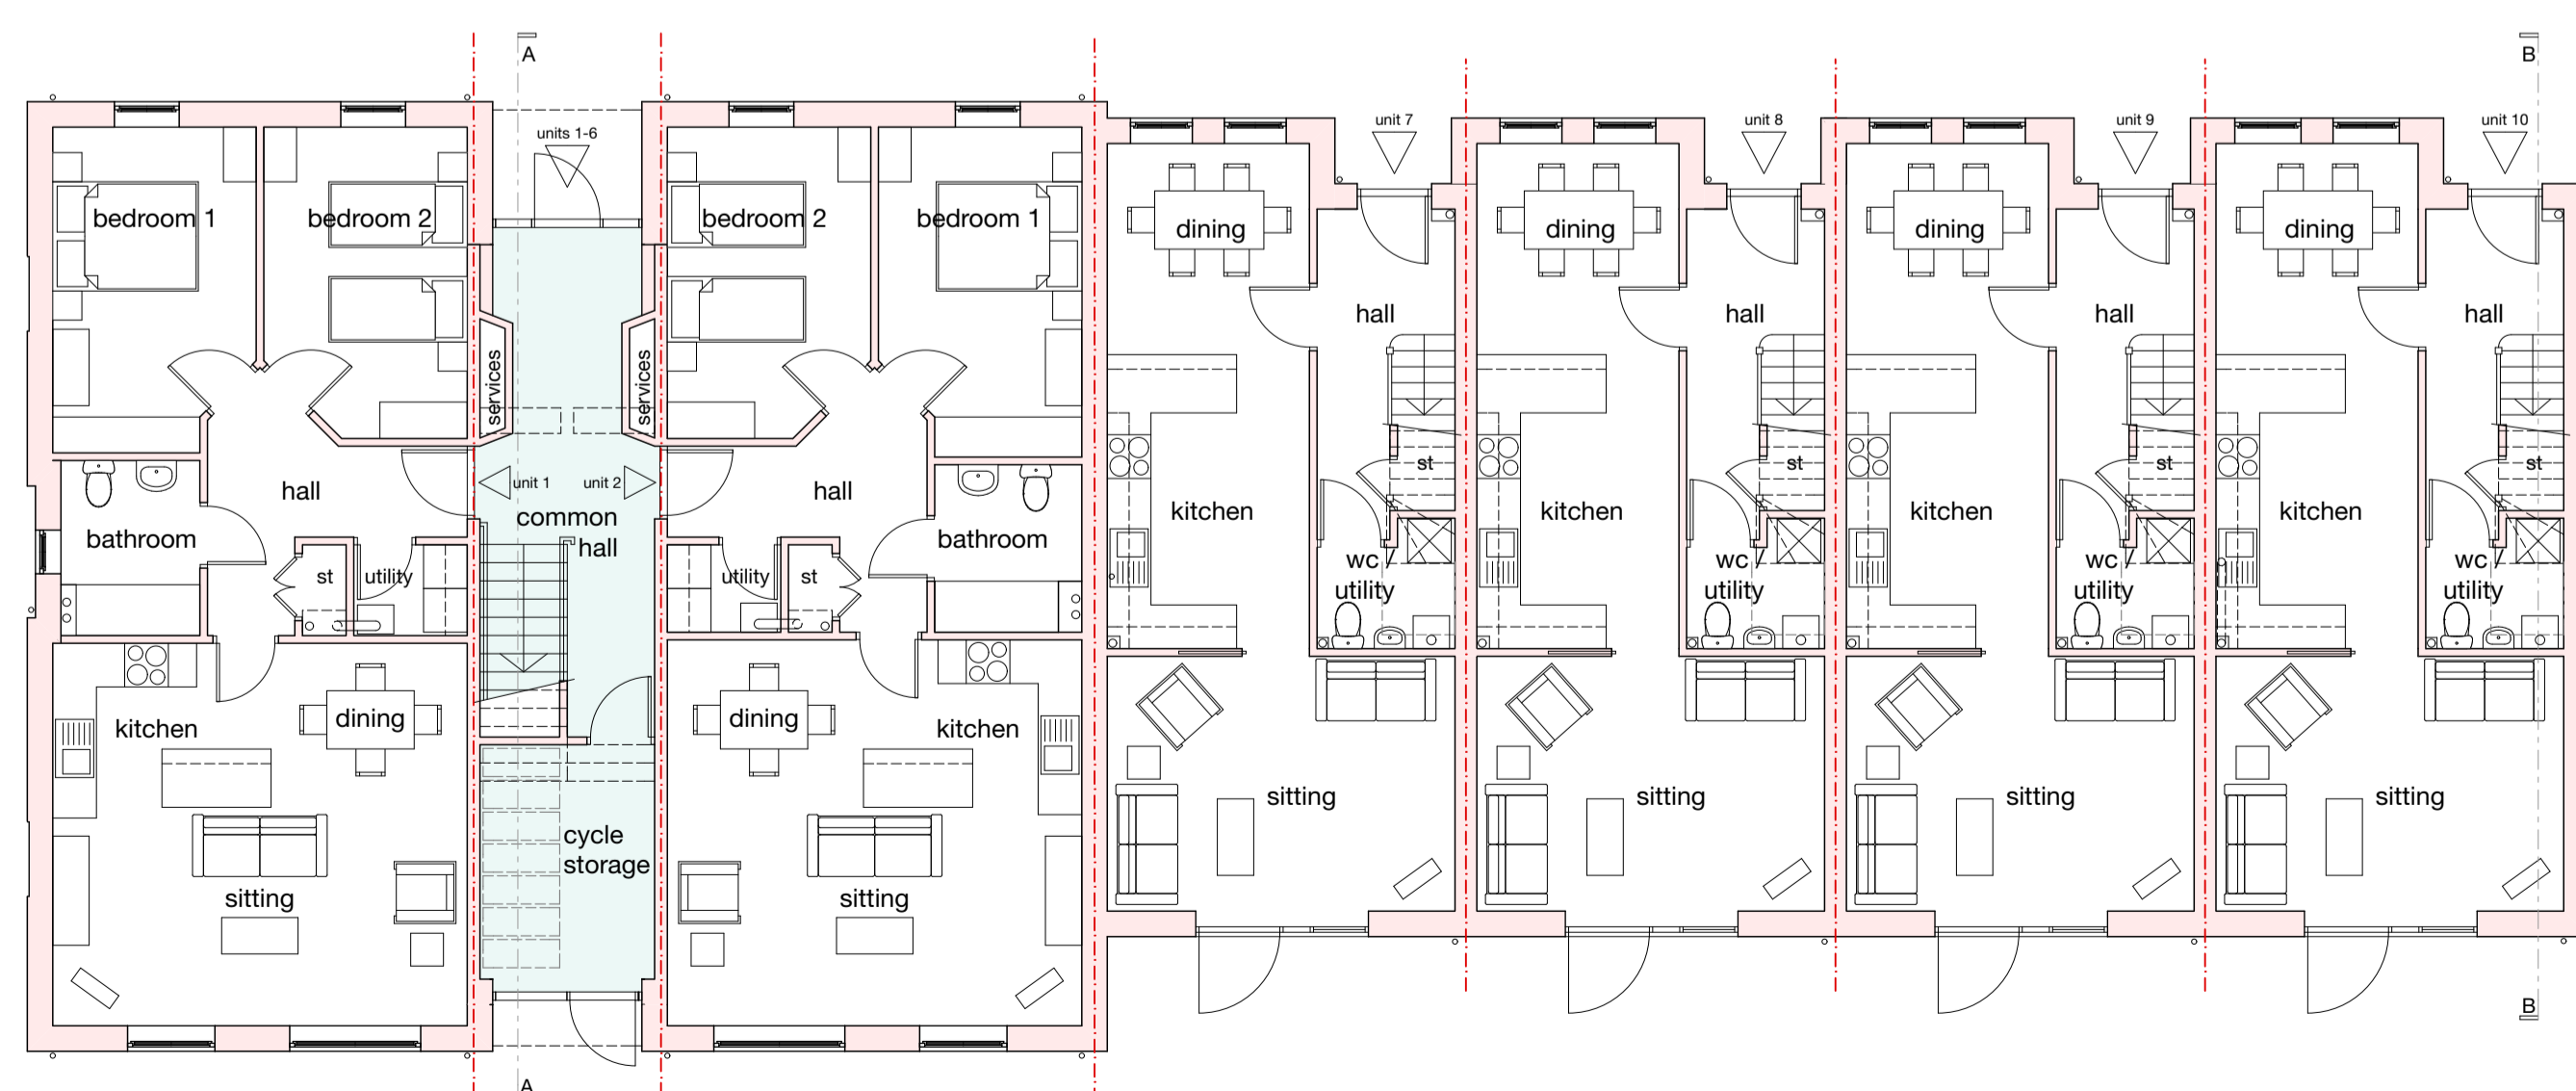 A
B
units 1-6
unit 7
unit 8
unit 9
unit 10
bedroom 1
bedroom 2
bedroom 2
bedroom 1
dining
dining
dining
dining
hall
hall
hall
hall
services
services
st
st
st
st
unit 1
unit 2
hall
hall
common
hall
kitchen
kitchen
kitchen
kitchen
bathroom
bathroom
wc /
utility
wc /
utility
wc /
utility
wc /
utility
st
utility
utility
st
kitchen
dining
dining
kitchen
sitting
sitting
sitting
sitting
cycle
storage
sitting
sitting
B
A